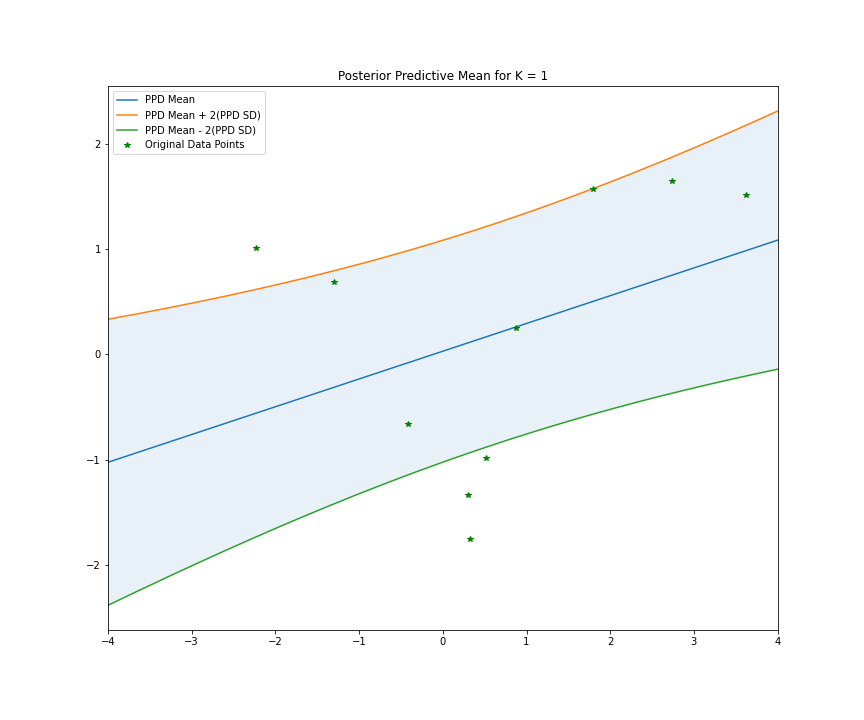 Posterior Predictive Mean for K = 1
PPD Mean
PPD Mean + 2(PPD SD)
PPD Mean - 2(PPD SD)
Original Data Points
2
1
0
−1
−2
−4 −3 −2 −1 0 1 2 3 4